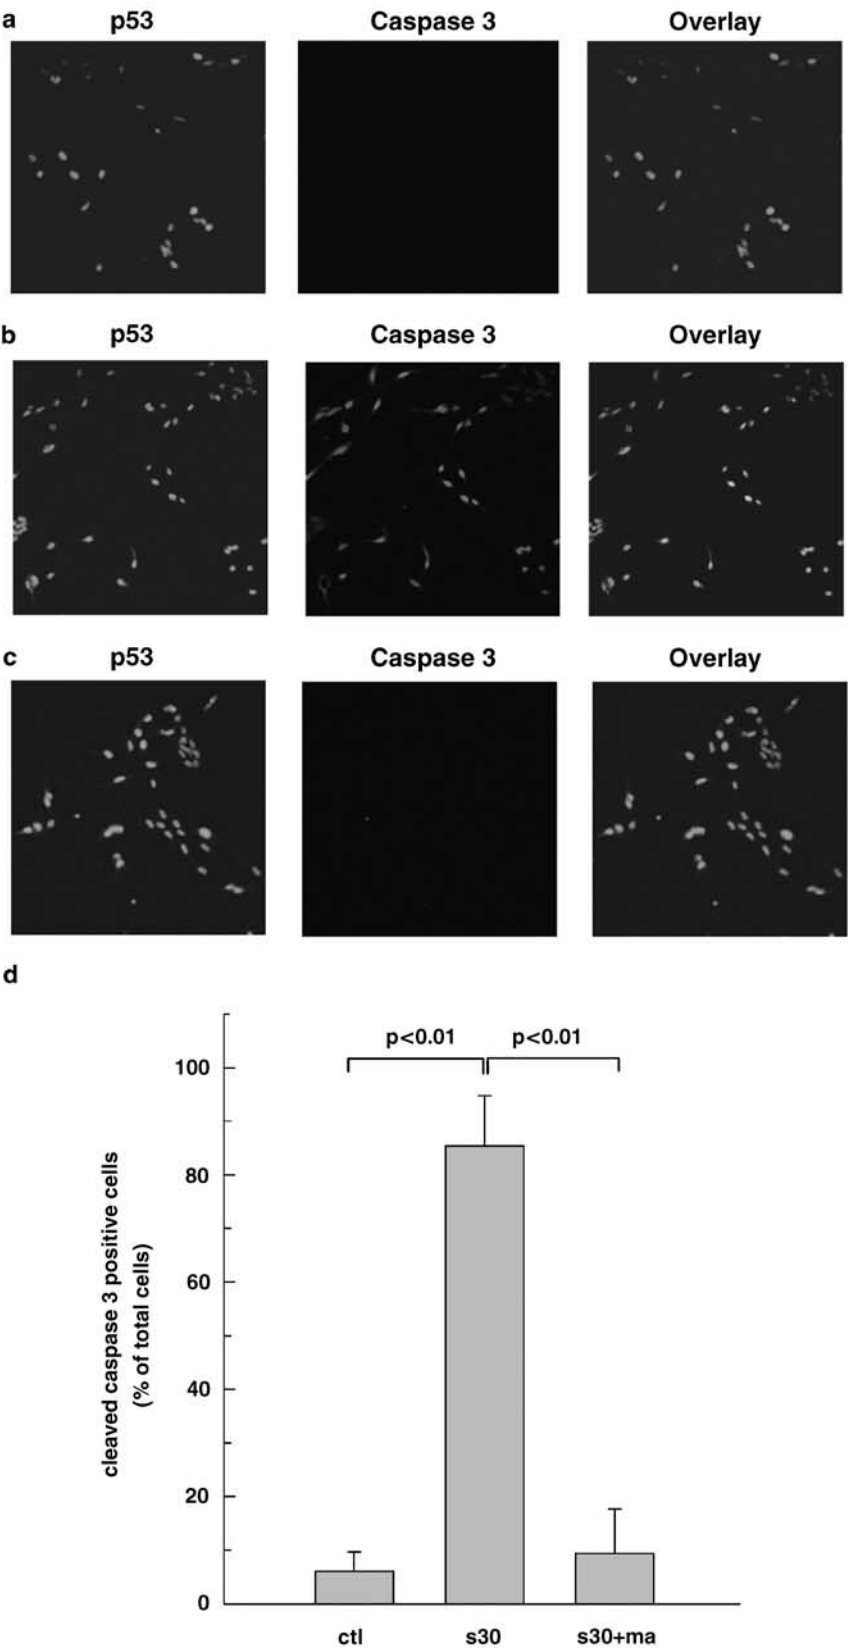 a p53 Caspase 3 Overlay
b p53 Caspase 3 Overlay
c p53 Caspase 3 Overlay
d
p<0.01 p<0.01
100
80
60
40
20
0
cleaved caspase 3 positive cells
(% of total cells)
ctl s30 s30+ma